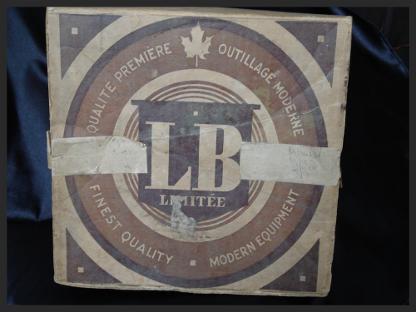 QUALITÉ PREMIÈRE
OUTILLAGE MODERNE
LB
LIMITÉE
FINEST QUALITY
MODERN EQUIPMENT